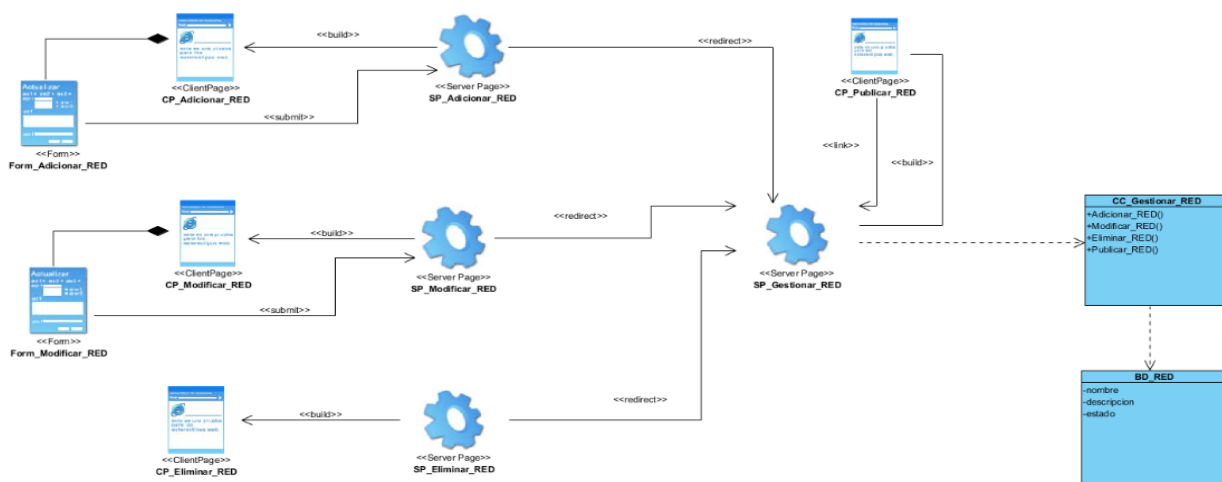 <<build>>
<<redirect>>
<<ClientPage>>
CP_Adicionar_RED
<<Server Page>>
SP_Adicionar_RED
<<ClientPage>>
CP_Publicar_RED
Actualizar
<<submit>>
<<Form>>
Form_Adicionar_RED
<<link>>
<<build>>
CC_Gestionar_RED
+Adicionar_RED()
+Modificar_RED()
+Eliminar_RED()
+Publicar_RED()
<<redirect>>
<<build>>
<<ClientPage>>
CP_Modificar_RED
<<Server Page>>
SP_Modificar_RED
<<Server Page>>
SP_Gestionar_RED
Actualizar
<<submit>>
<<Form>>
Form_Modificar_RED
BD_RED
-nombre
-descripcion
-estado
<<redirect>>
<<build>>
<<ClientPage>>
CP_Eliminar_RED
<<Server Page>>
SP_Eliminar_RED